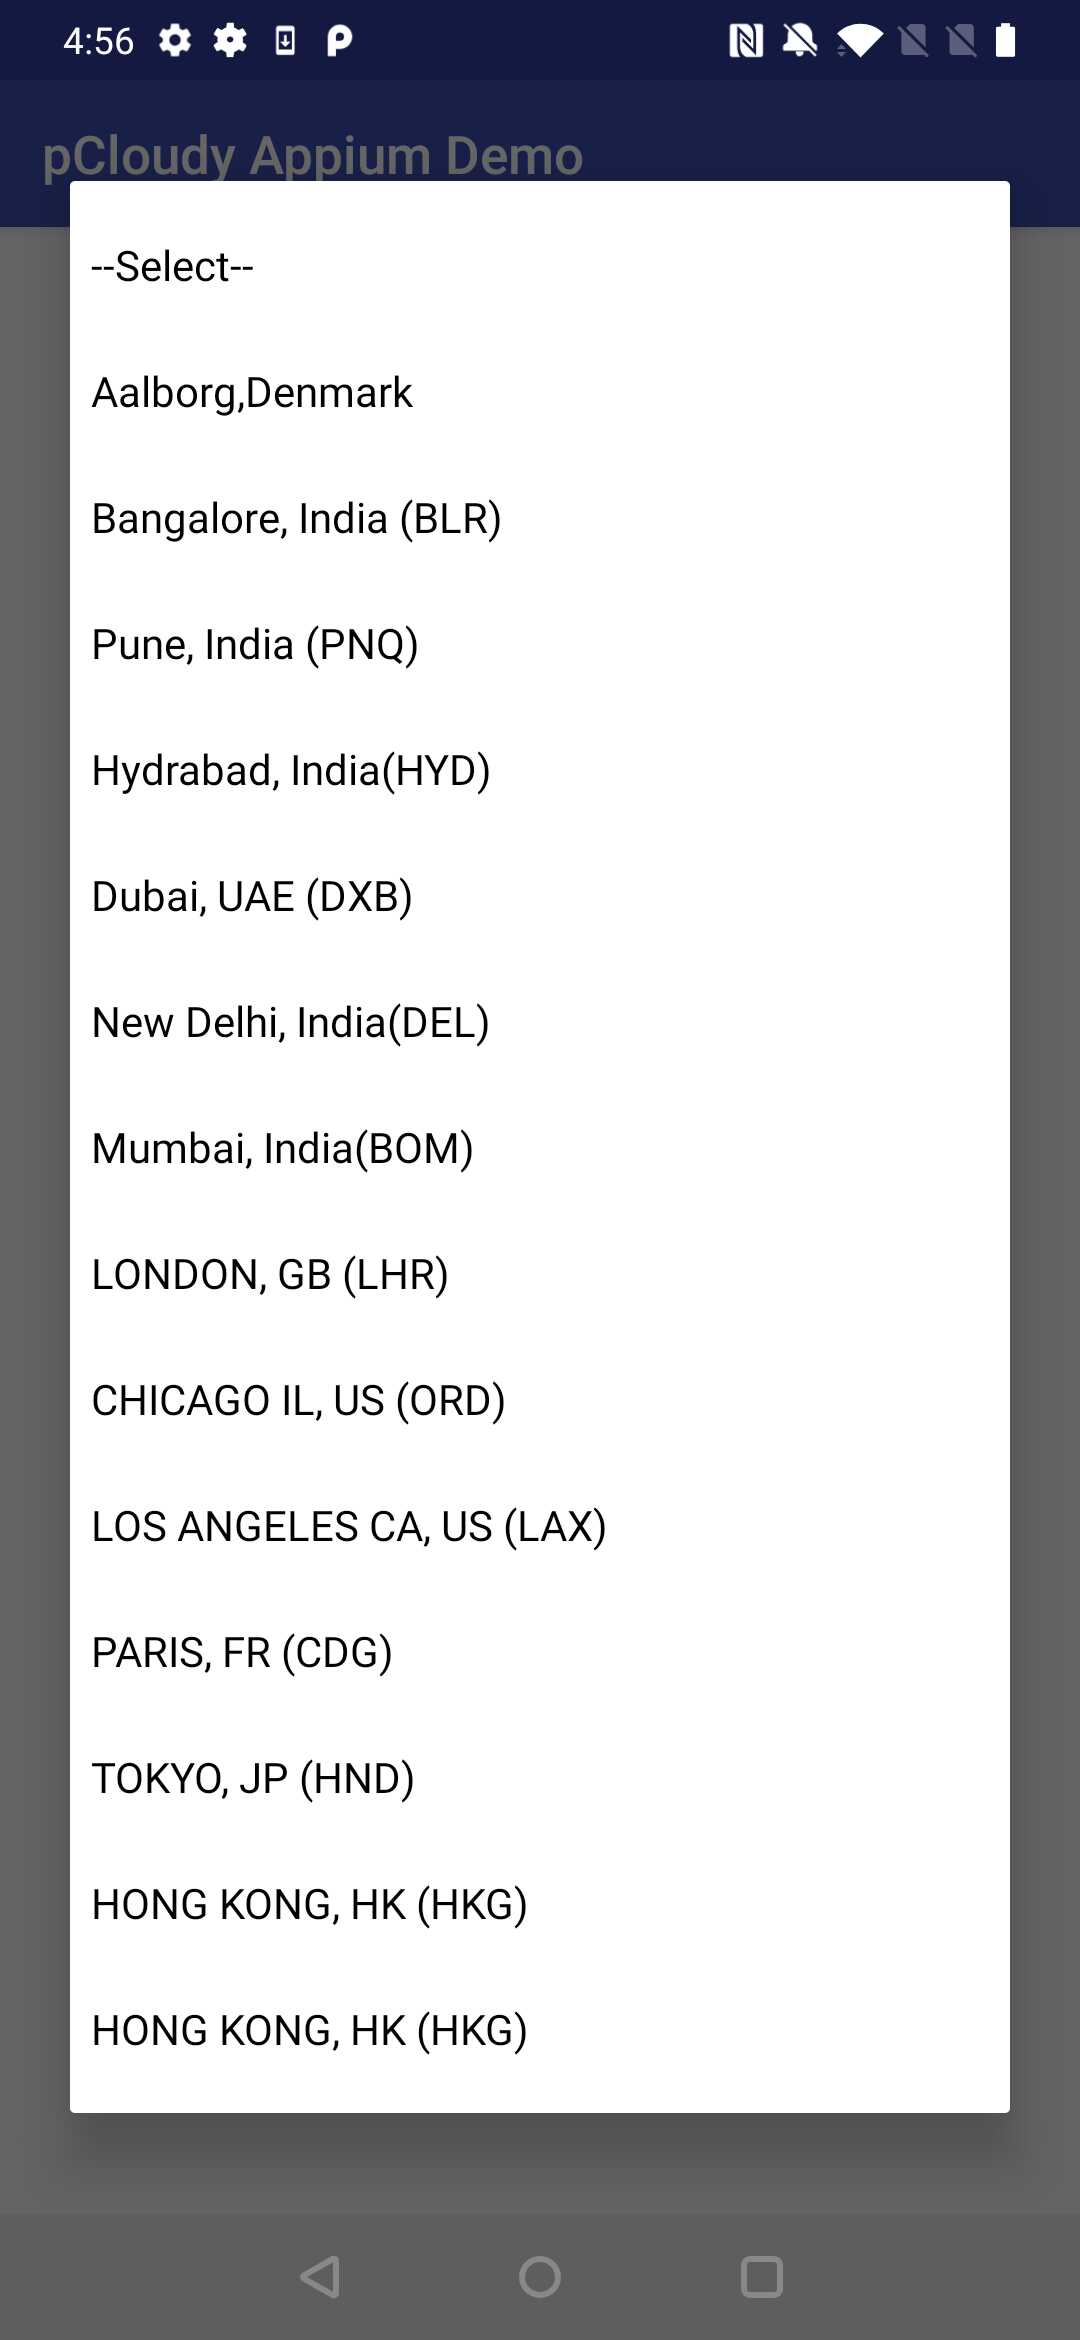 4:56
pCloudy Appium Demo
--Select--
Aalborg,Denmark
Bangalore, India (BLR)
Pune, India (PNQ)
Hydrabad, India(HYD)
Dubai, UAE (DXB)
New Delhi, India(DEL)
Mumbai, India(BOM)
LONDON, GB (LHR)
CHICAGO IL, US (ORD)
LOS ANGELES CA, US (LAX)
PARIS, FR (CDG)
TOKYO, JP (HND)
HONG KONG, HK (HKG)
HONG KONG, HK (HKG)